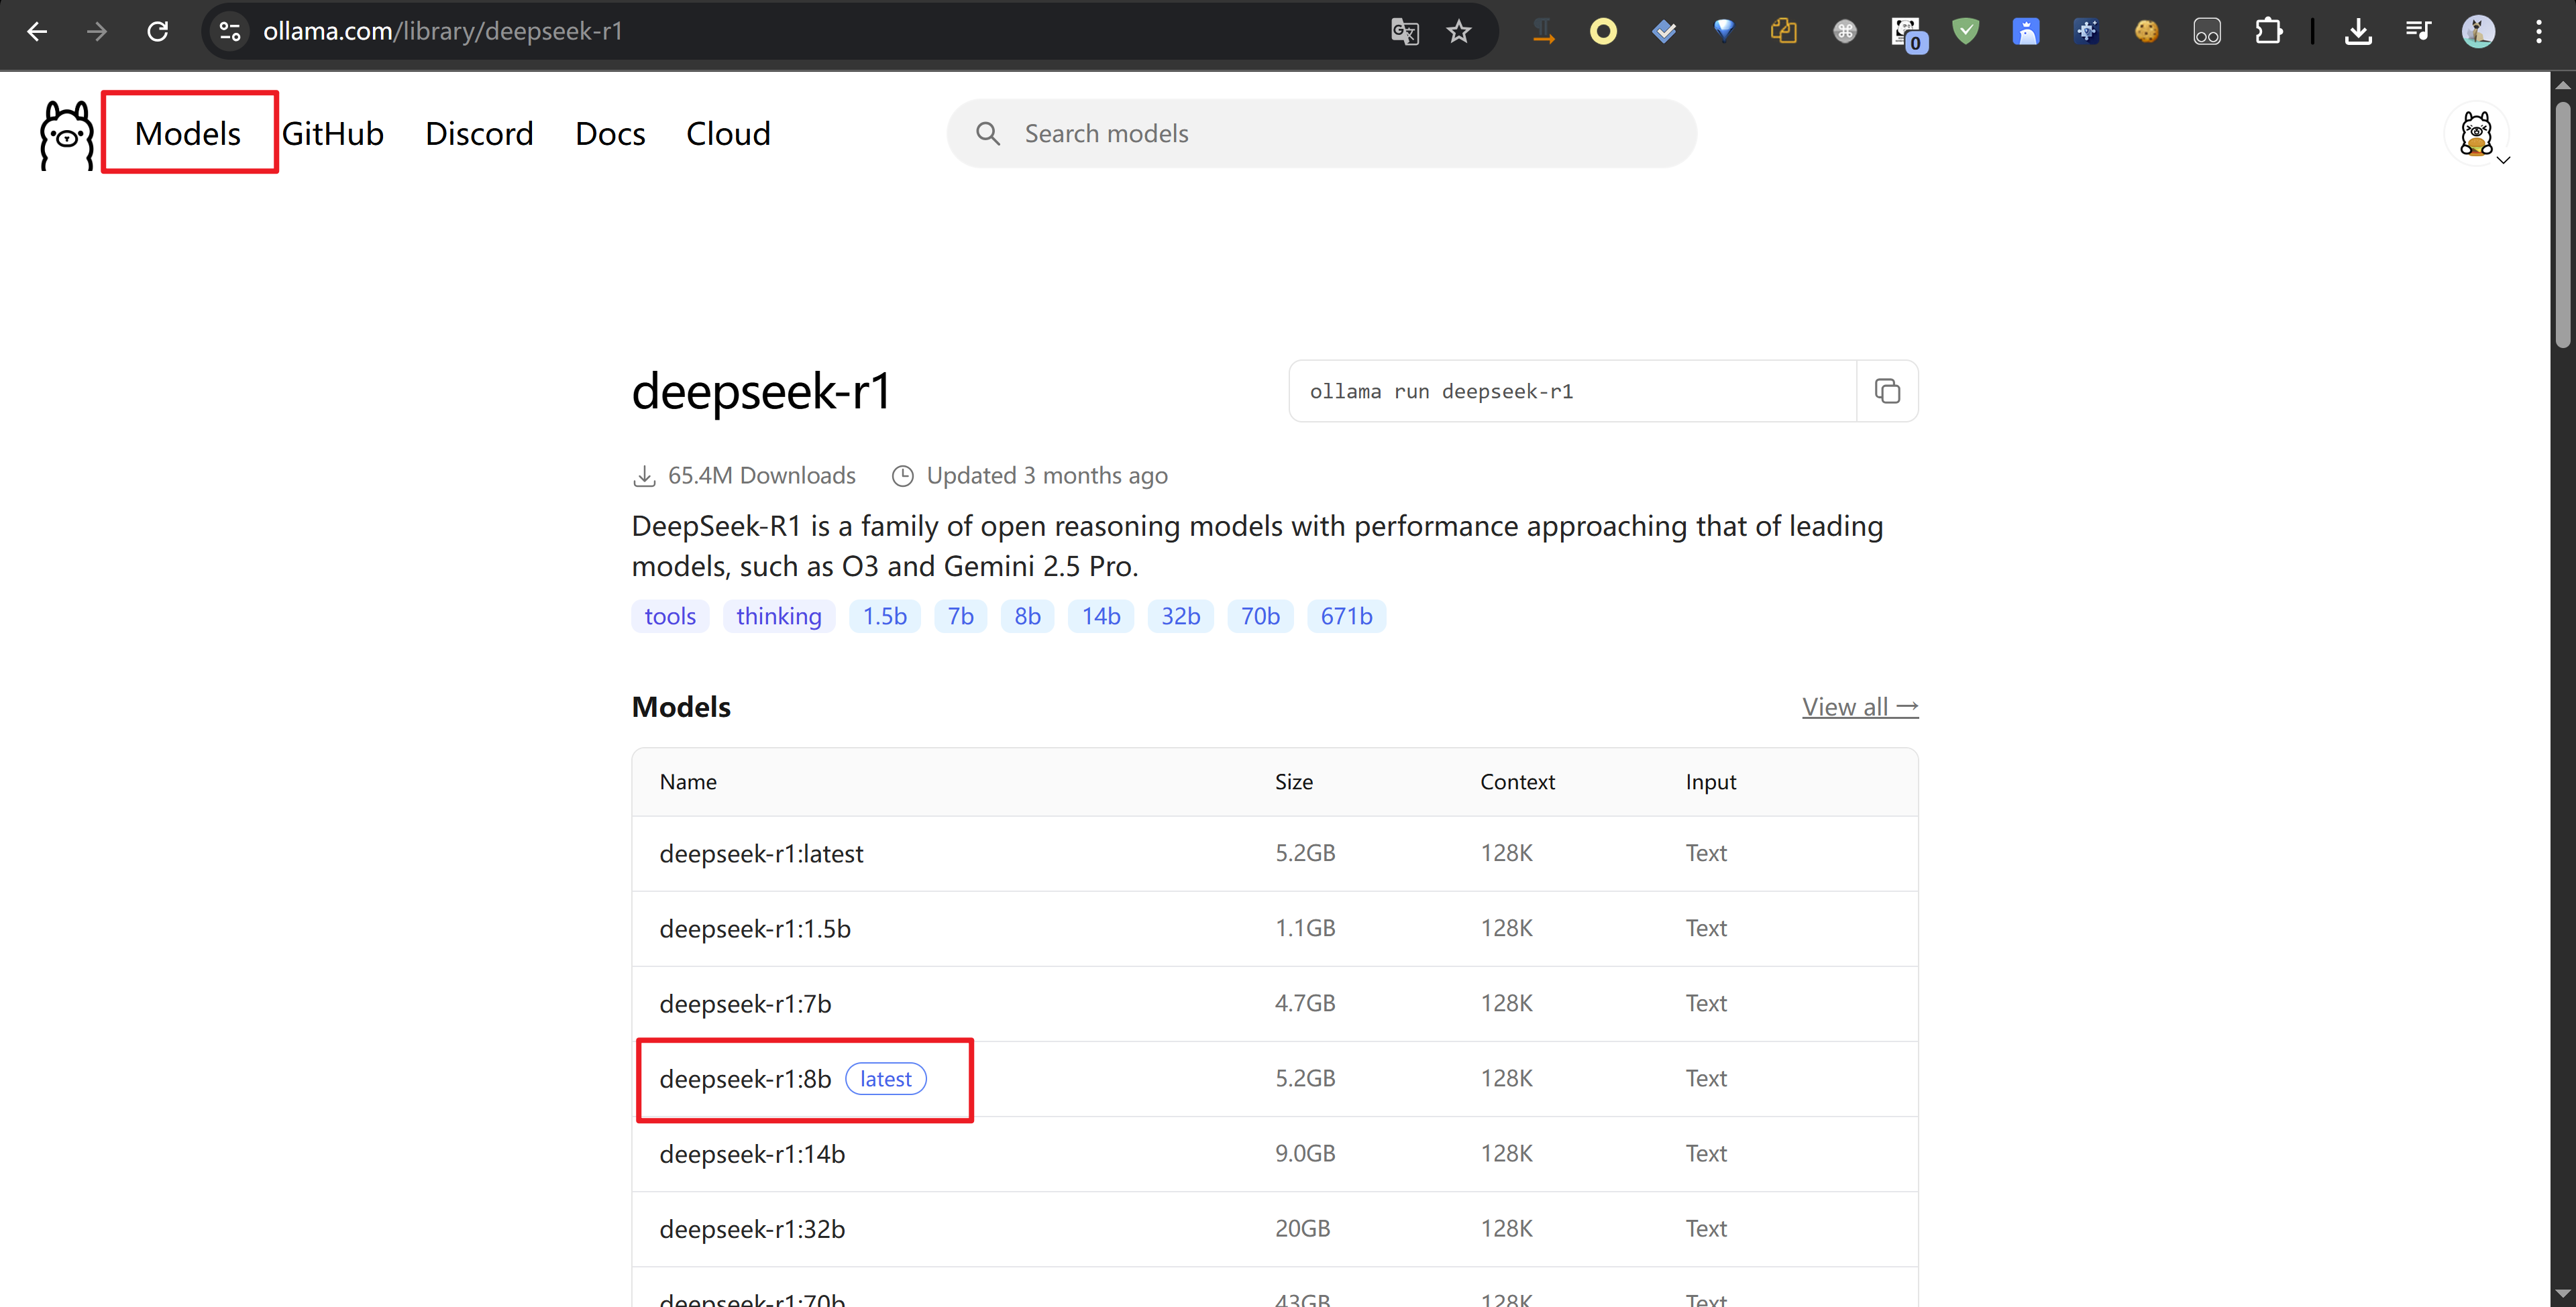 ollama.com/library/deepseek-r1
0
Models GitHub Discord Docs Cloud Search models
deepseek-r1
ollama run deepseek-r1
65.4M Downloads Updated 3 months ago
DeepSeek-R1 is a family of open reasoning models with performance approaching that of leading
models, such as O3 and Gemini 2.5 Pro.
tools thinking 1.5b 7b 8b 14b 32b 70b 671b
Models View all →
Name Size Context Input
deepseek-r1:latest 5.2GB 128K Text
deepseek-r1:1.5b 1.1GB 128K Text
deepseek-r1:7b 4.7GB 128K Text
deepseek-r1:8b latest 5.2GB 128K Text
deepseek-r1:14b 9.0GB 128K Text
deepseek-r1:32b 20GB 128K Text
deepseek-r1:70b 43GB 128K Text